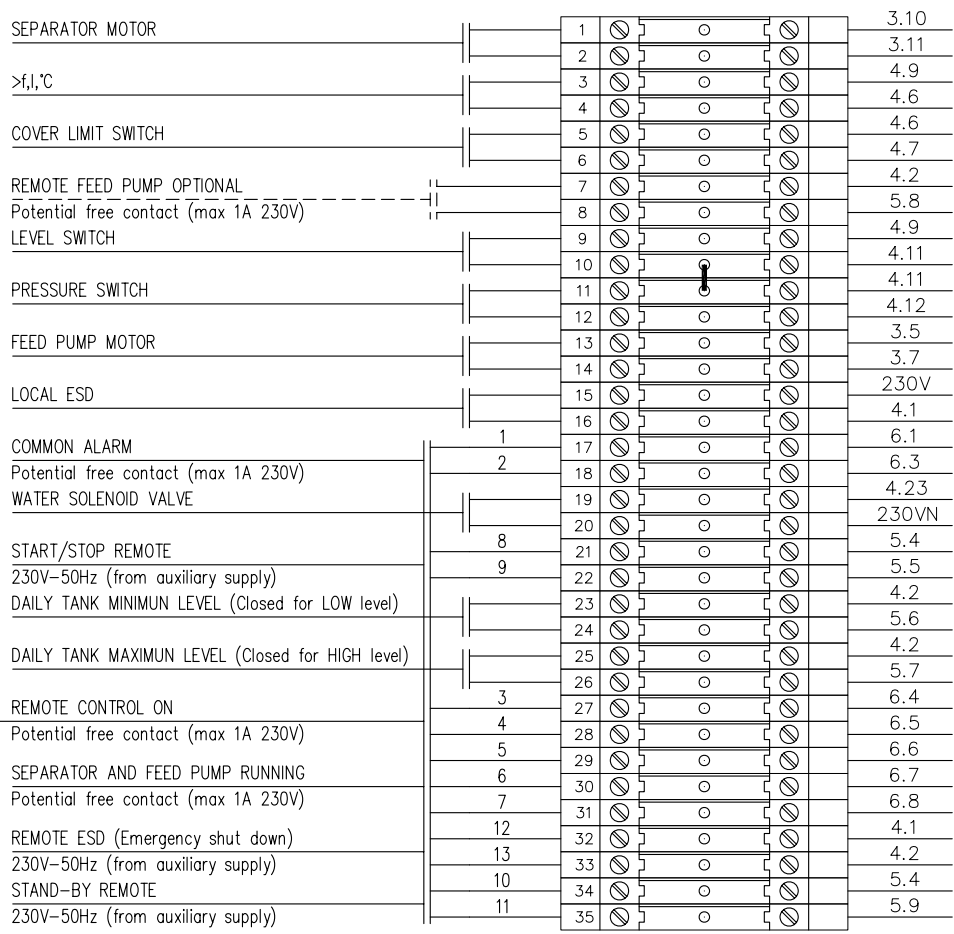 SEPARATOR MOTOR 1 3.10
2 3.11
>f,I,°C 3 4.9
4 4.6
COVER LIMIT SWITCH 5 4.6
6 4.7
REMOTE FEED PUMP OPTIONAL 7 4.2
Potential free contact (max 1A 230V) 8 5.8
LEVEL SWITCH 9 4.9
10 4.11
PRESSURE SWITCH 11 4.11
12 4.12
FEED PUMP MOTOR 13 3.5
14 3.7
LOCAL ESD 15 230V
16 4.1
COMMON ALARM 1 17 6.1
Potential free contact (max 1A 230V) 2 18 6.3
WATER SOLENOID VALVE 19 4.23
20 230VN
START/STOP REMOTE 8 21 5.4
230V-50Hz (from auxiliary supply) 9 22 5.5
DAILY TANK MINIMUN LEVEL (Closed for LOW level) 23 4.2
24 5.6
DAILY TANK MAXIMUN LEVEL (Closed for HIGH level) 25 4.2
26 5.7
REMOTE CONTROL ON 3 27 6.4
Potential free contact (max 1A 230V) 4 28 6.5
5 29 6.6
SEPARATOR AND FEED PUMP RUNNING 6 30 6.7
Potential free contact (max 1A 230V) 7 31 6.8
REMOTE ESD (Emergency shut down) 12 32 4.1
230V-50Hz (from auxiliary supply) 13 33 4.2
STAND-BY REMOTE 10 34 5.4
230V-50Hz (from auxiliary supply) 11 35 5.9